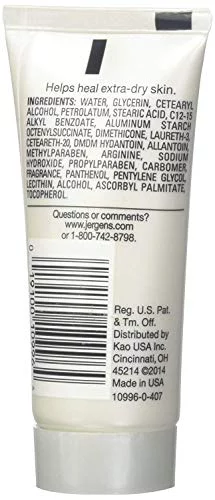 Helps heal extra-dry skin.
INGREDIENTS: WATER, GLYCERIN, CETEARYL
ALCOHOL, PETROLATUM, STEARIC ACID, C12-15
ALKYL BENZOATE, ALUMINUM STARCH
OCTENYLSUCCINATE, DIMETHICONE, LAURETH-3,
CETEARETH-20, DMDM HYDANTOIN, ALLANTOIN,
METHYLPARABEN, ARGININE, SODIUM
HYDROXIDE, PROPYLPARABEN, CARBOMER,
FRAGRANCE, PANTHENOL, PENTYLENE GLYCOL,
LECITHIN, ALCOHOL, ASCORBYL PALMITATE,
TOCOPHEROL.
Questions or comments?
www.jergens.com
or 1-800-742-8798.
Reg. U.S. Pat.
& Tm. Off.
Distributed by
Kao USA Inc.
Cincinnati, OH
45214 ©2014
Made in USA
10996-0-407